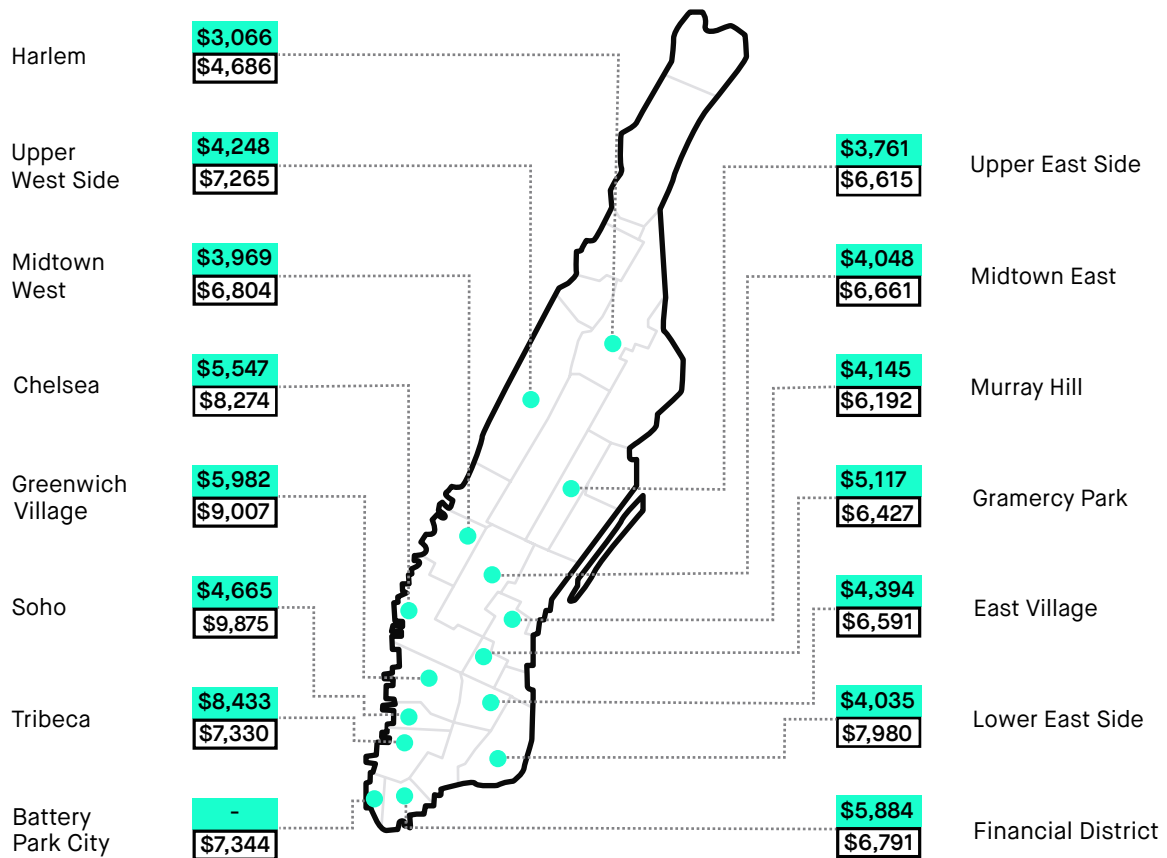 Harlem
$3,066
$4,686
Upper
West Side
$4,248
$7,265
Midtown
West
$3,969
$6,804
Chelsea
$5,547
$8,274
Greenwich
Village
$5,982
$9,007
Soho
$4,665
$9,875
Tribeca
$8,433
$7,330
Battery
Park City
-
$7,344
$3,761
$6,615
Upper East Side
$4,048
$6,661
Midtown East
$4,145
$6,192
Murray Hill
$5,117
$6,427
Gramercy Park
$4,394
$6,591
East Village
$4,035
$7,980
Lower East Side
$5,884
$6,791
Financial District